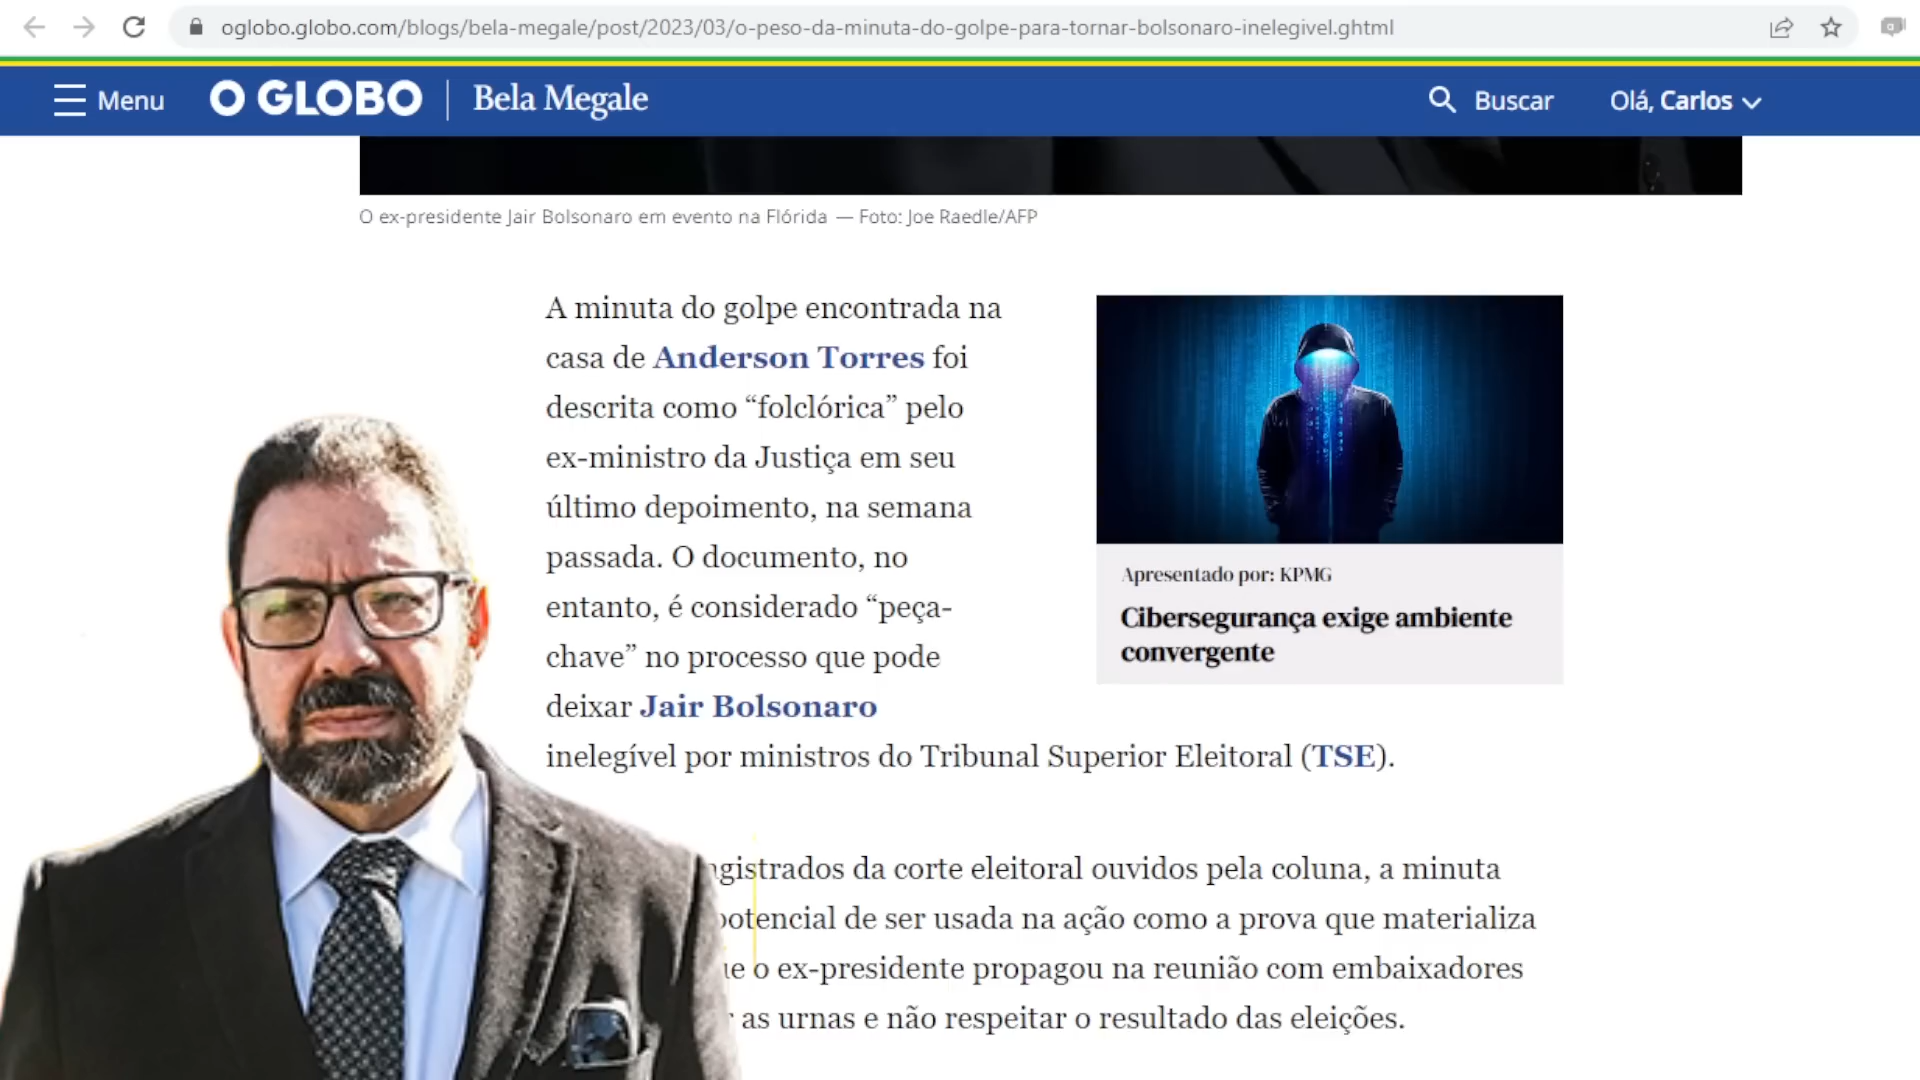 oglobo.globo.com/blogs/bela-megale/post/2023/03/o-peso-da-minuta-do-golpe-para-tornar-bolsonaro-inelegivel.ghtml
Menu
O GLOBO
Bela Megale
Buscar
Olá, Carlos
O ex-presidente Jair Bolsonaro em evento na Flórida — Foto: Joe Raedle/AFP
A minuta do golpe encontrada na
casa de Anderson Torres foi
descrita como “folclórica” pelo
ex-ministro da Justiça em seu
último depoimento, na semana
passada. O documento, no
entanto, é considerado “peça-
chave” no processo que pode
deixar Jair Bolsonaro
inelegível por ministros do Tribunal Superior Eleitoral (TSE).
Apresentado por: KPMG
Cibersegurança exige ambiente
convergente
da corte eleitoral ouvidos pela coluna, a minuta
de ser usada na ação como a prova que materializa
o ex-presidente propagou na reunião com embaixadores
as urnas e não respeitar o resultado das eleições.